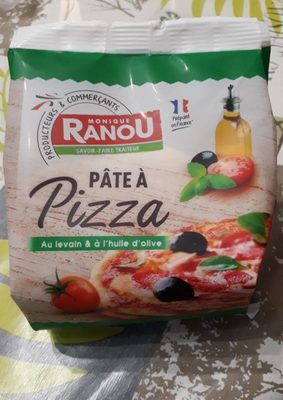 PRODUCTEURS & COMMERÇANTS
MONIQUE
RANOU
SAVOIR-FAIRE TRAITEUR
Préparé
en France*
PÂTE À
Pizza
Au levain & à l'huile d'olive